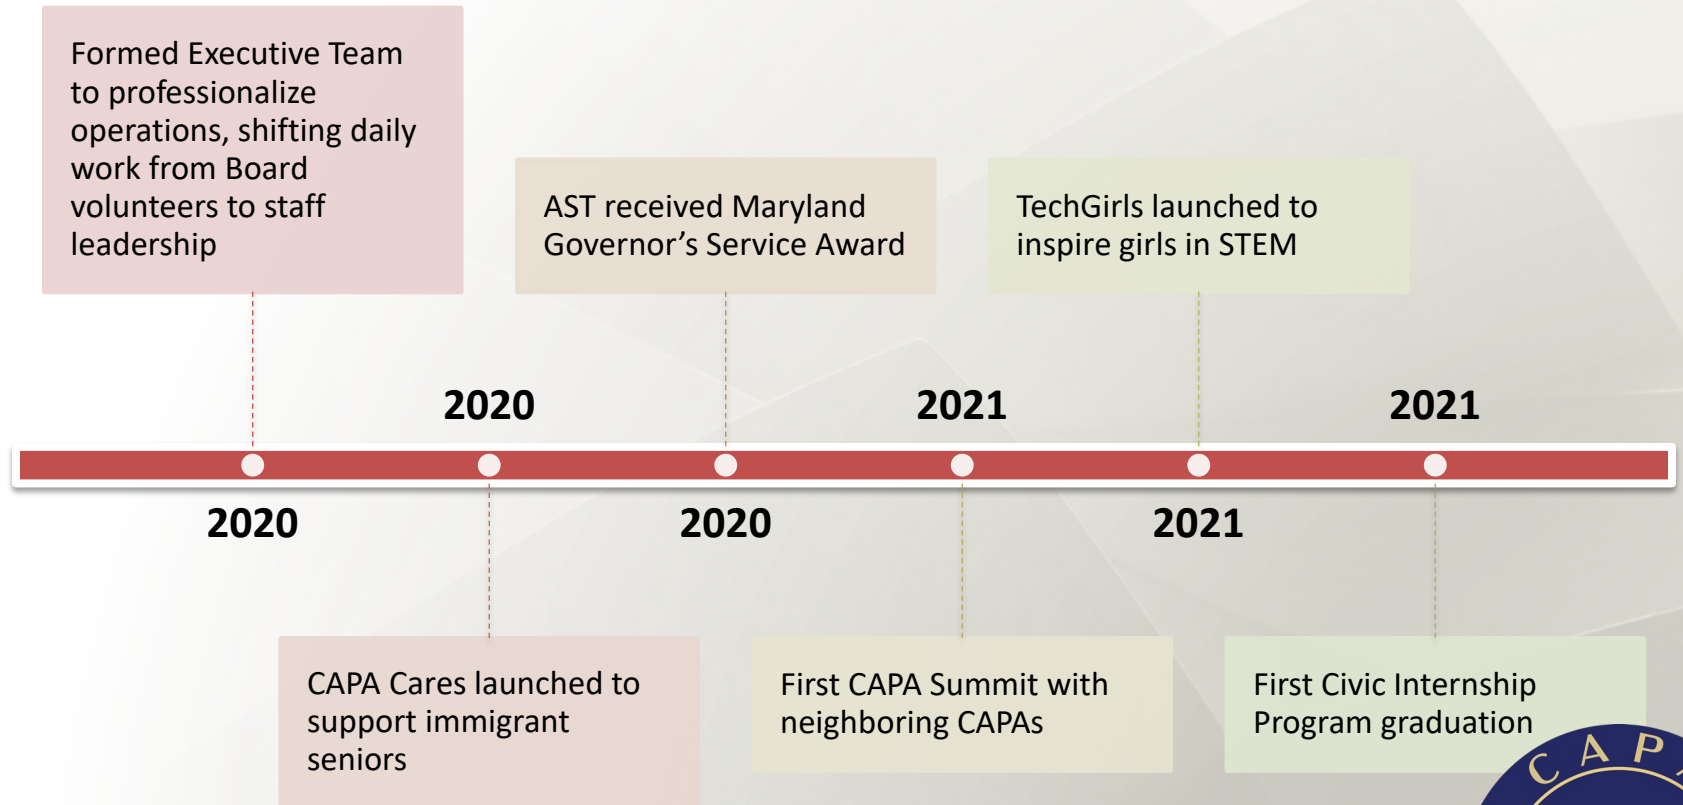 Formed Executive Team
to professionalize
operations, shifting daily
work from Board
volunteers to staff
leadership
AST received Maryland
Governor’s Service Award
TechGirls launched to
inspire girls in STEM
2020
2021
2021
2020
2020
2021
CAPA Cares launched to
support immigrant
seniors
First CAPA Summit with
neighboring CAPAs
First Civic Internship
Program graduation
CAPA